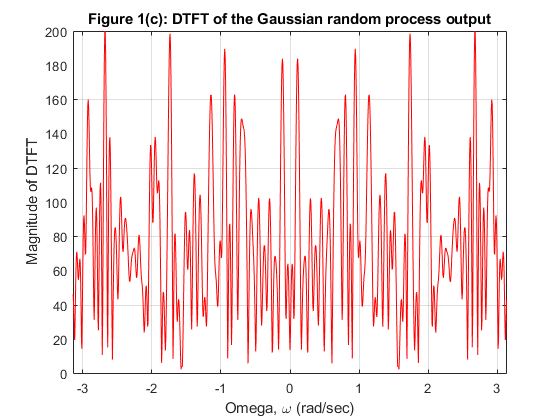 Figure 1(c): DTFT of the Gaussian random process output
Magnitude of DTFT
200
180
160
140
120
100
80
60
40
20
0
-3 -2 -1 0 1 2 3
Omega, ω (rad/sec)